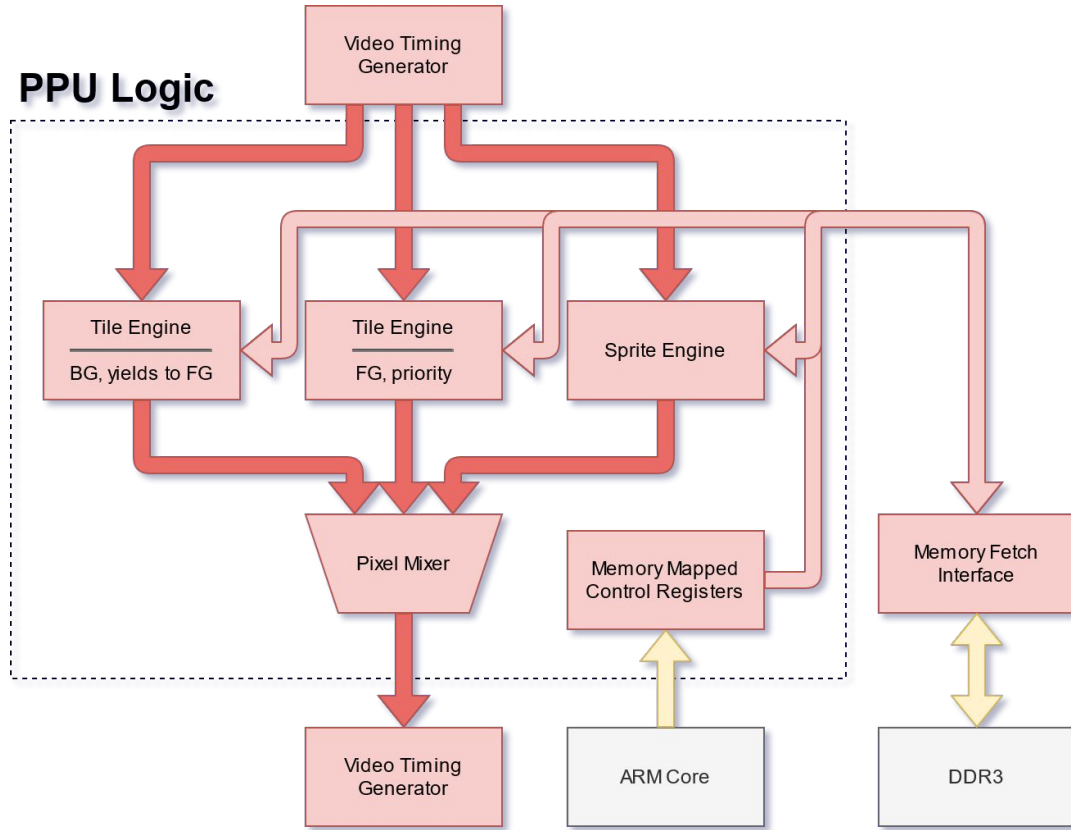 Video Timing
Generator
PPU Logic
Tile Engine
BG, yields to FG
Tile Engine
FG, priority
Sprite Engine
Pixel Mixer
Memory Mapped
Control Registers
Memory Fetch
Interface
Video Timing
Generator
ARM Core
DDR3